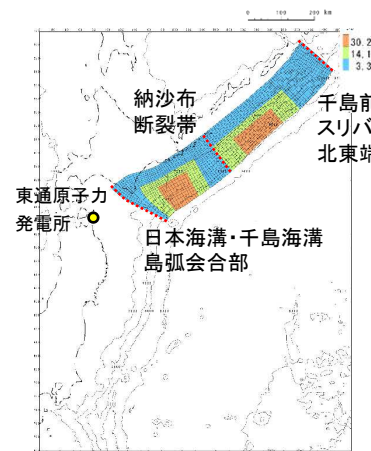 0 100 200 km
30.2
14.1
3.3
納沙布
断裂帯
千島前
スリバ
北東端
東通原子力
発電所
日本海溝・千島海溝
島弧会合部